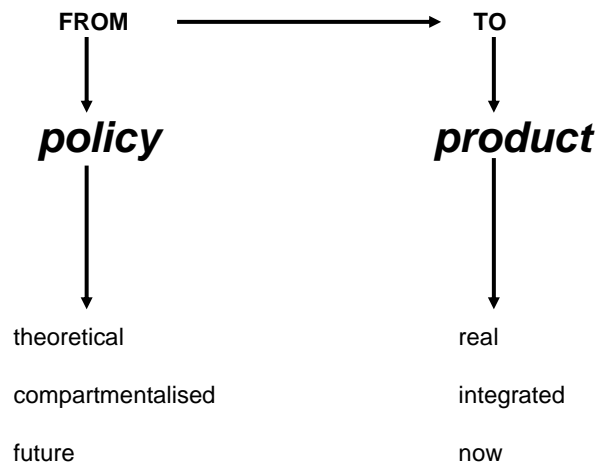 FROM TO
policy product
theoretical real
compartmentalised integrated
future now